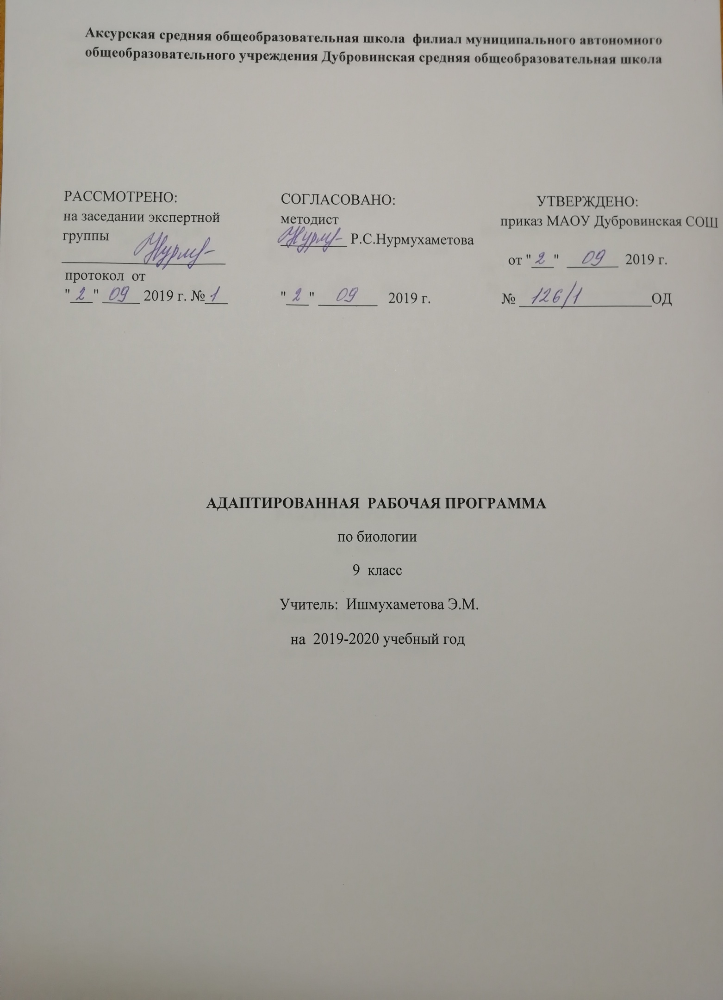 Аксурская средняя общеобразовательная школа филиал муниципального автономного
общеобразовательного учреждения Дубровинская средняя общеобразовательная школа
РАССМОТРЕНО:
на заседании экспертной
группы
протокол от
"2" 09 2019 г. №1
СОГЛАСОВАНО:
методист
Р.С.Нурмухаметова
"2" 09 2019 г.
УТВЕРЖДЕНО:
приказ МАОУ Дубровинская СОШ
от "2" 09 2019 г.
№ 126/1 ОД
АДАПТИРОВАННАЯ РАБОЧАЯ ПРОГРАММА
по биологии
9 класс
Учитель: Ишмухаметова Э.М.
на 2019-2020 учебный год